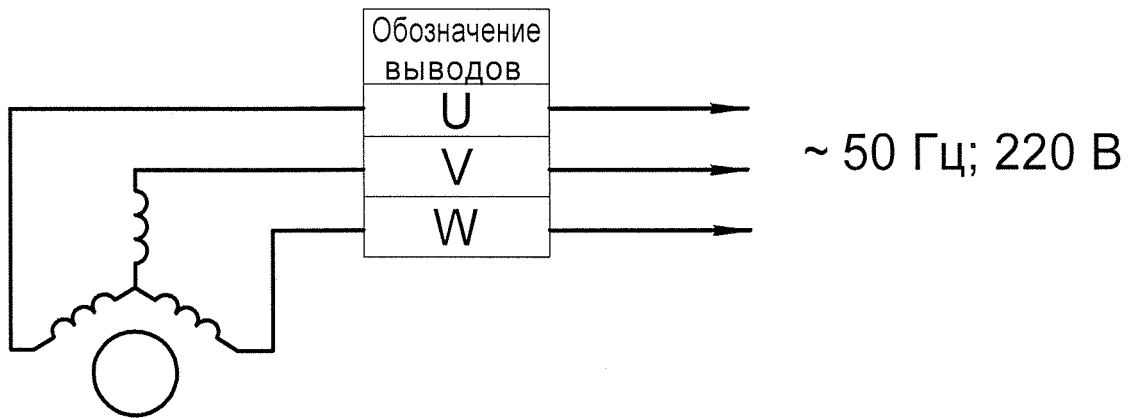 Обозначение
выводов
U
V
W
~ 50 Гц; 220 В